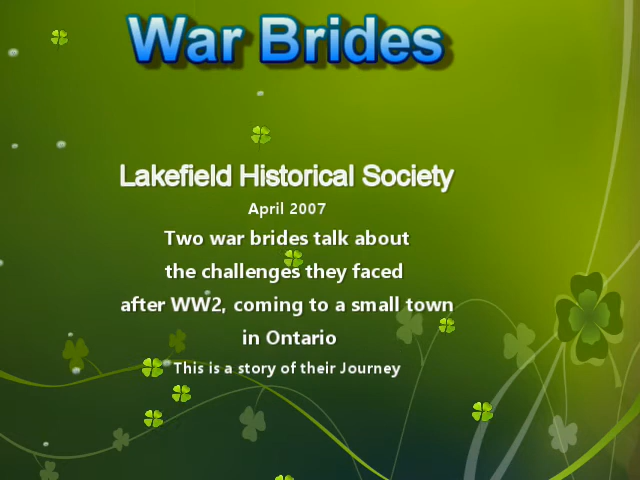 War Brides
Lakefield Historical Society
April 2007
Two war brides talk about
the challenges they faced
after WW2, coming to a small town
in Ontario
This is a story of their Journey